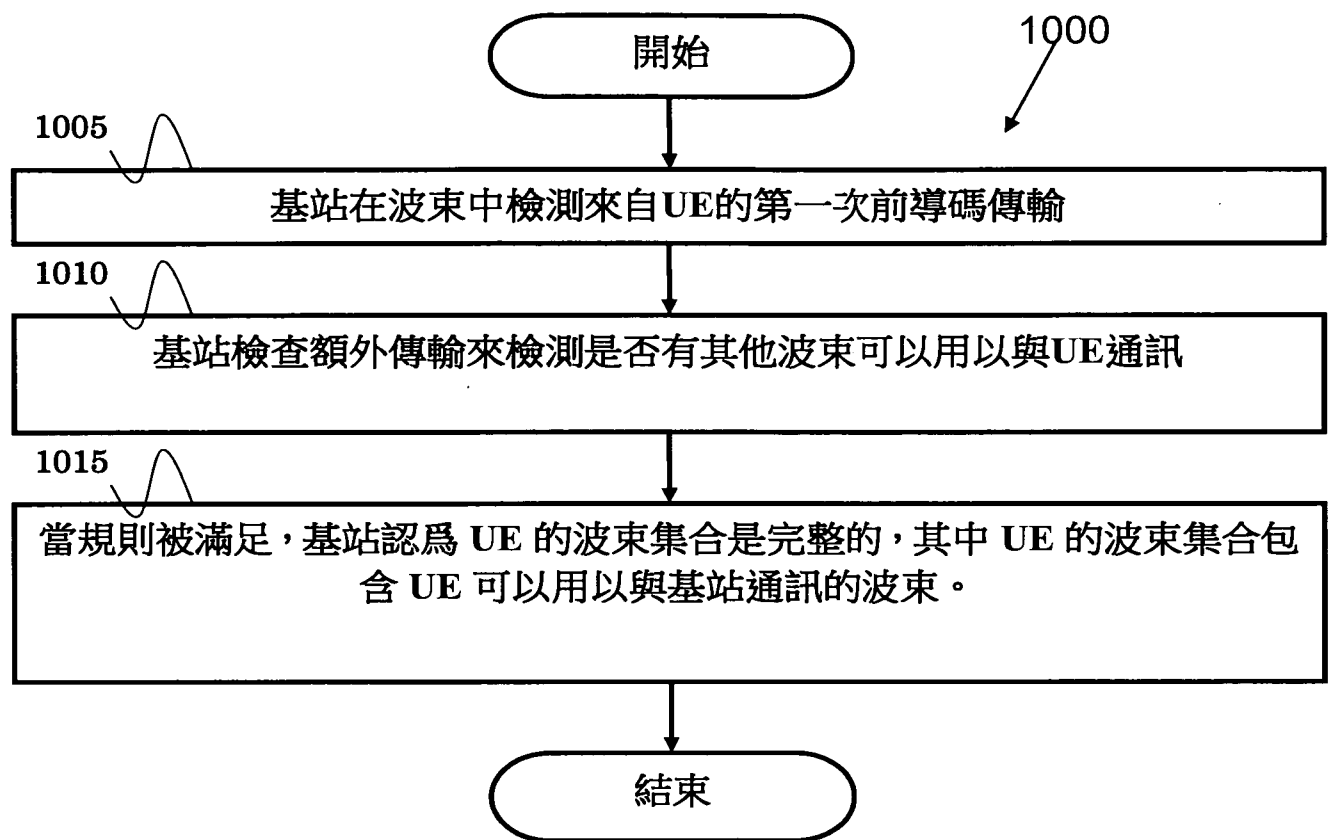 開始
1000
1005
基站在波束中檢測來自UE的第一次前導碼傳輸
1010
基站檢查額外傳輸來檢測是否有其他波束可以用以與UE通訊
1015
當規則被滿足，基站認爲 UE 的波束集合是完整的，其中 UE 的波束集合包
含 UE 可以用以與基站通訊的波束。
結束